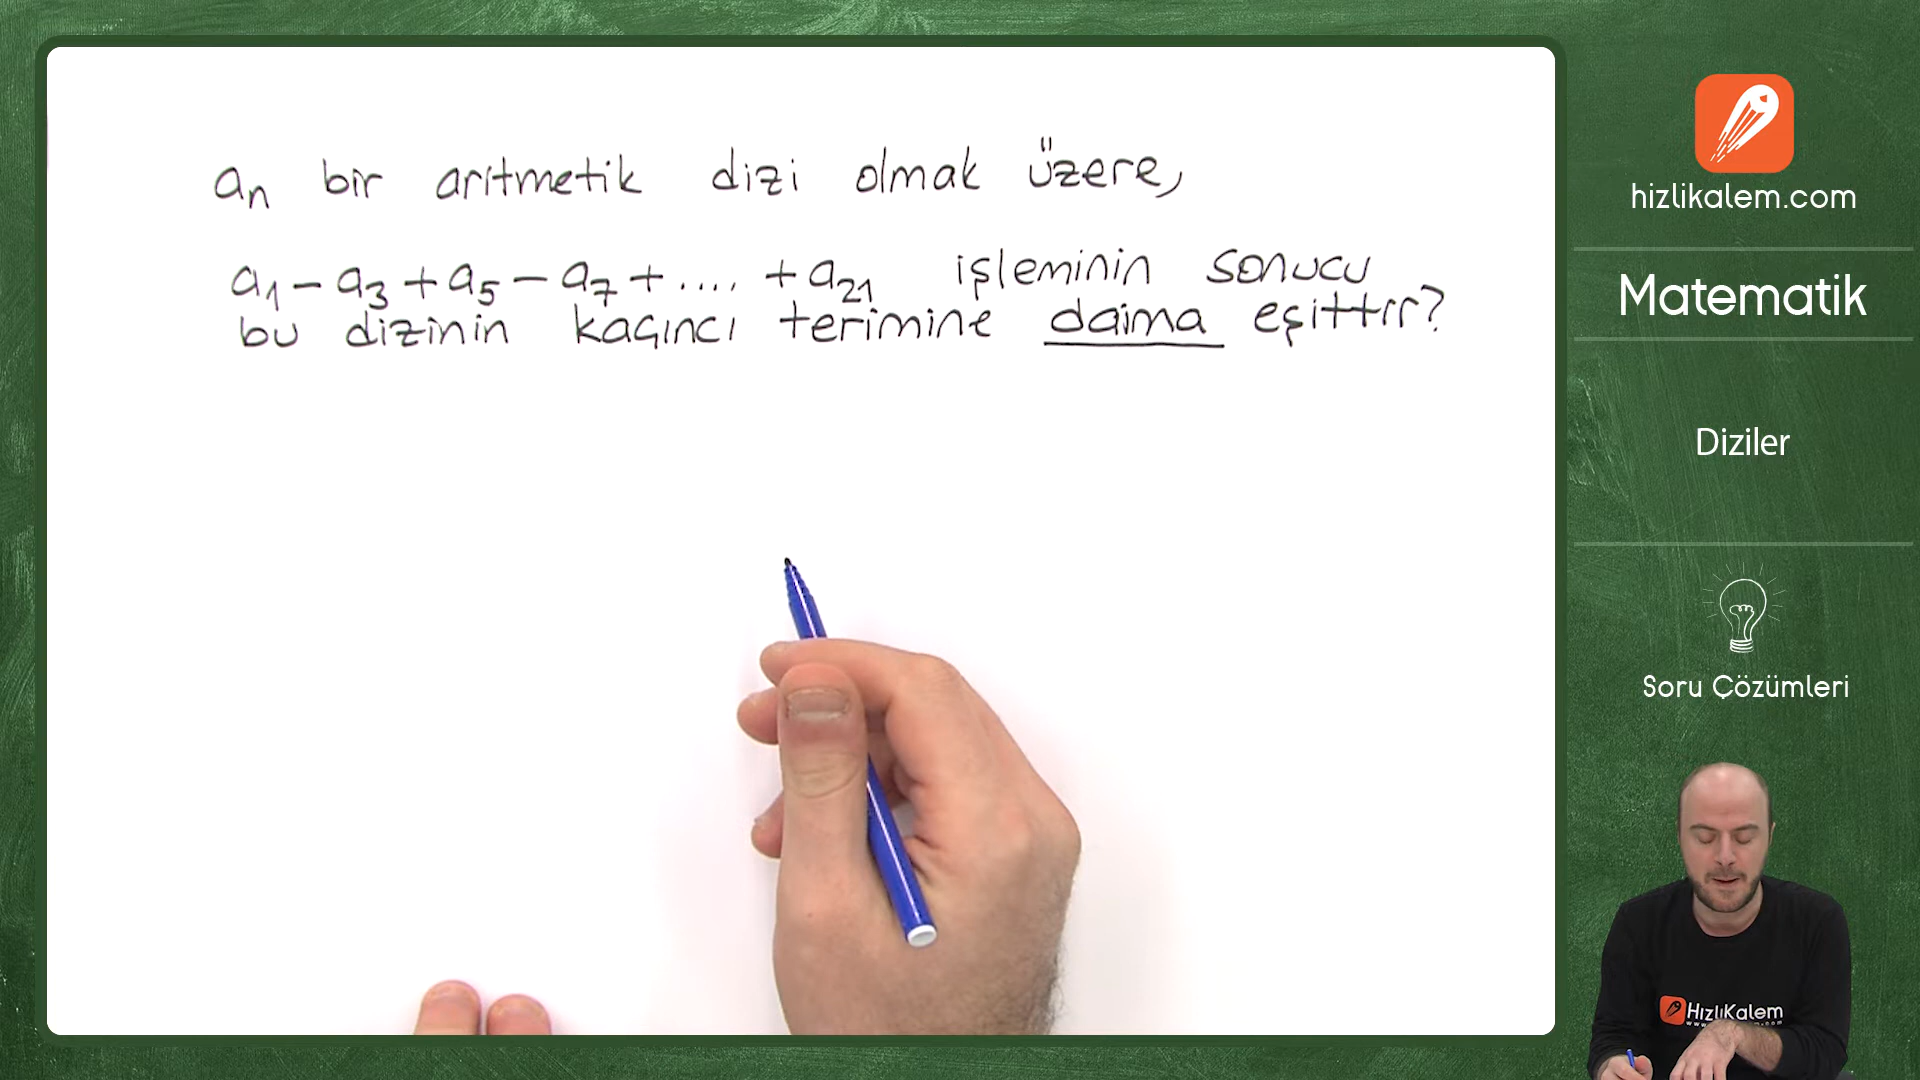 an bir aritmetik dizi olmak üzere,
a1 - a3 + a5 - a7 + .... + a21 işleminin sonucu
bu dizinin kaçıncı terimine daima eşittir?
hizlikalem.com
Matematik
Diziler
Soru Çözümleri
HızlıKalem